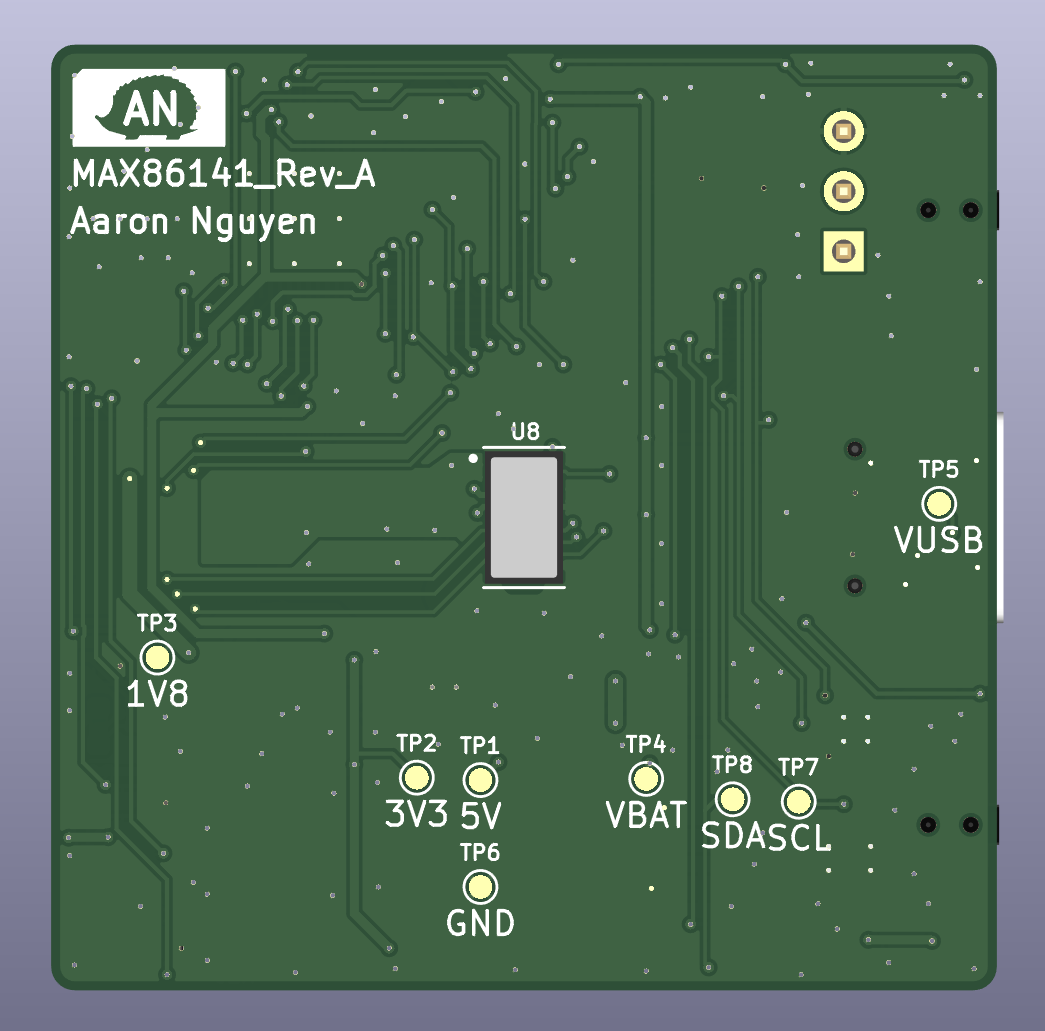 AN
MAX86141_Rev_A
Aaron Nguyen
U8
TP5
VUSB
TP3
1V8
TP2
3V3
TP1
5V
TP4
VBAT
TP8
SDA
TP7
SCL
TP6
GND